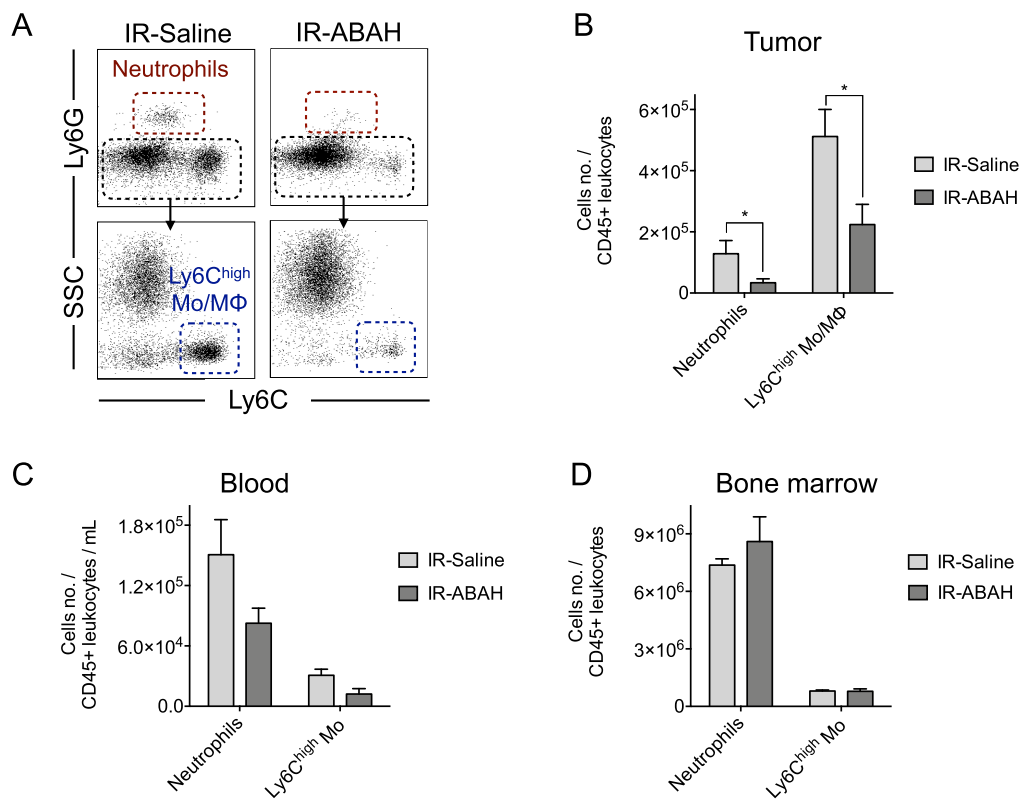 A
IR-Saline
IR-ABAH
Neutrophils
Ly6G
SSC
Ly6Chigh
Mo/MΦ
Ly6C
B
Tumor
Cells no. /
CD45+ leukocytes
6×10⁵
4×10⁵
2×10⁵
0
*
*
Neutrophils
Ly6Chigh Mo/MΦ
IR-Saline
IR-ABAH
C
Blood
Cells no. /
CD45+ leukocytes / mL
1.8×10⁵
1.2×10⁵
6.0×10⁴
0.0
Neutrophils
Ly6Chigh Mo
IR-Saline
IR-ABAH
D
Bone marrow
Cells no. /
CD45+ leukocytes
9×10⁶
6×10⁶
3×10⁶
0
Neutrophils
Ly6Chigh Mo
IR-Saline
IR-ABAH